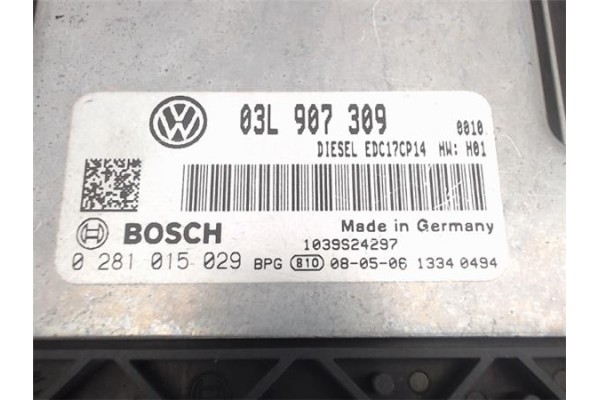 03L 907 309 0010
DIESEL EDC17CP14 HW: H01
Made in Germany
BOSCH 1039S24297
0 281 015 029 BPG B10 08-05-06 1334 0494